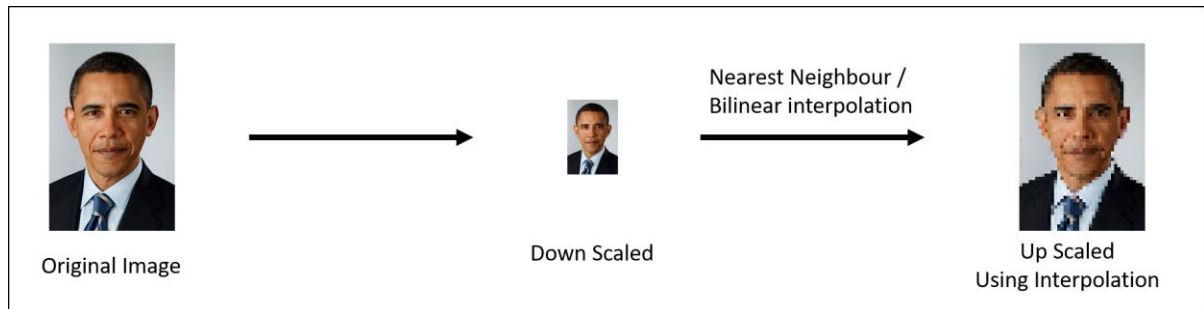 Nearest Neighbour /
Bilinear interpolation
Original Image
Down Scaled
Up Scaled
Using Interpolation